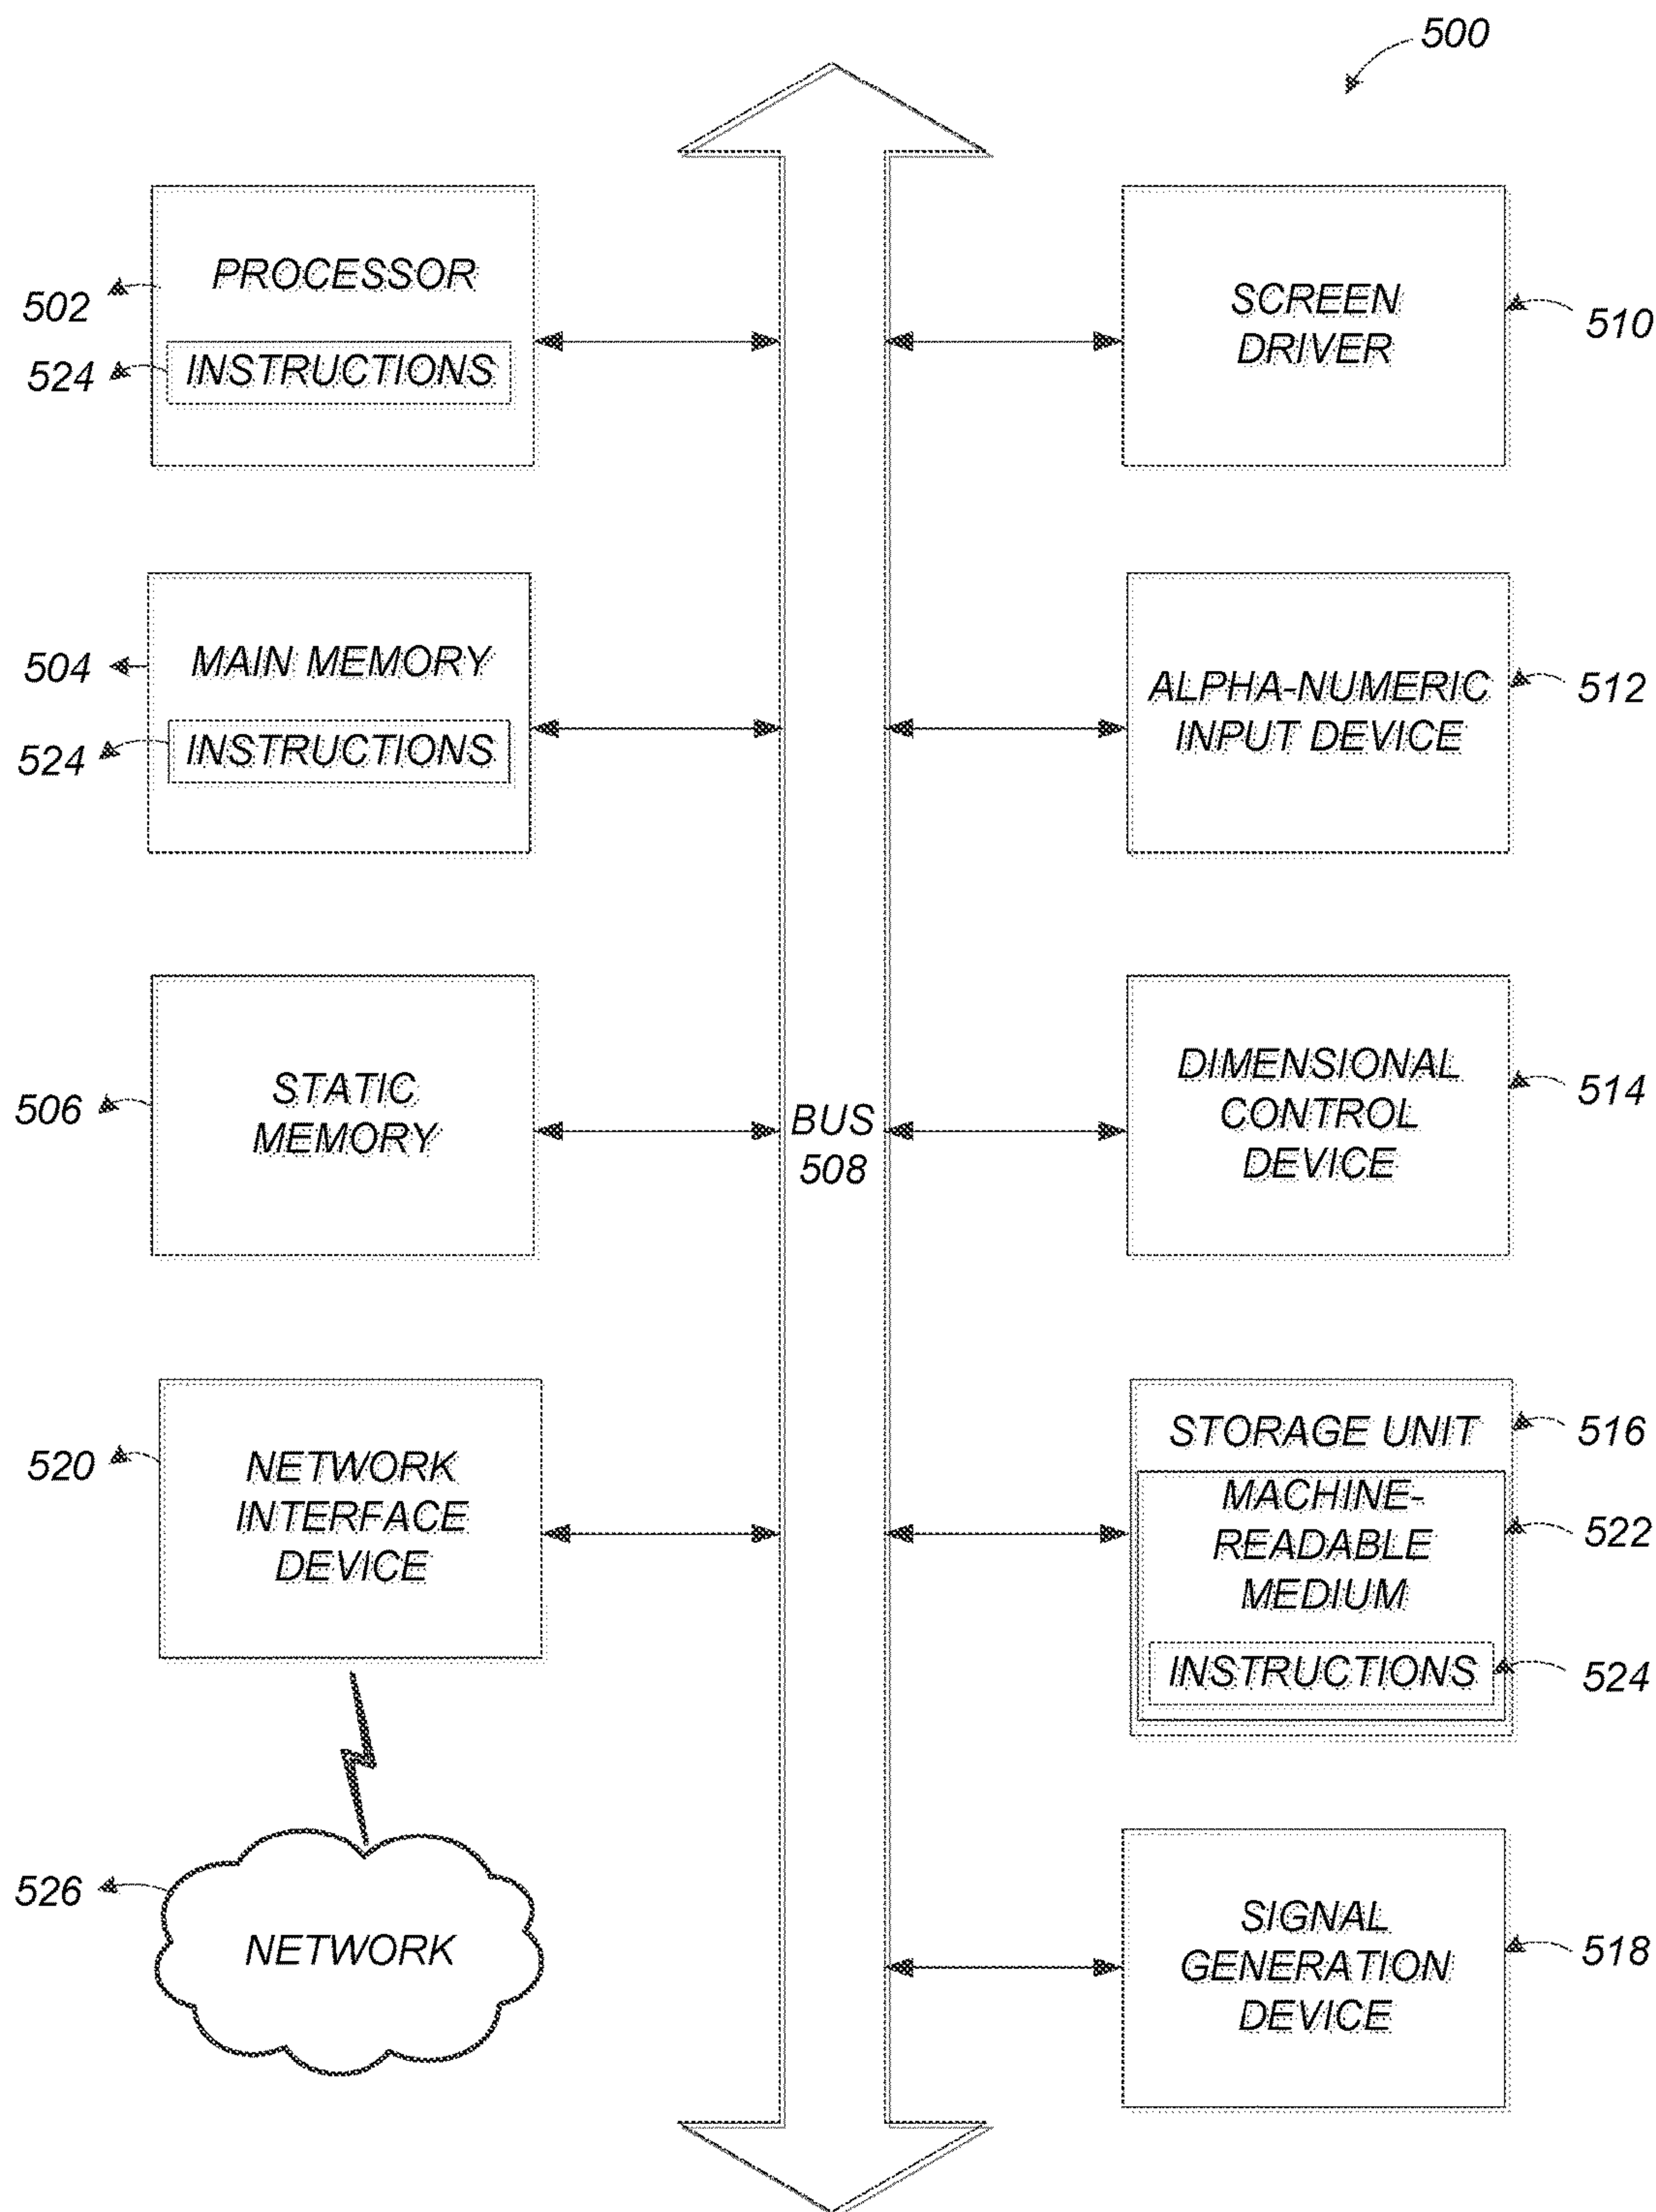 500
PROCESSOR
502
INSTRUCTIONS
524
SCREEN
DRIVER
510
MAIN MEMORY
504
INSTRUCTIONS
524
ALPHA-NUMERIC
INPUT DEVICE
512
STATIC
MEMORY
506
BUS
508
DIMENSIONAL
CONTROL
DEVICE
514
NETWORK
INTERFACE
DEVICE
520
STORAGE UNIT
516
MACHINE-
READABLE
MEDIUM
522
INSTRUCTIONS
524
NETWORK
526
SIGNAL
GENERATION
DEVICE
518